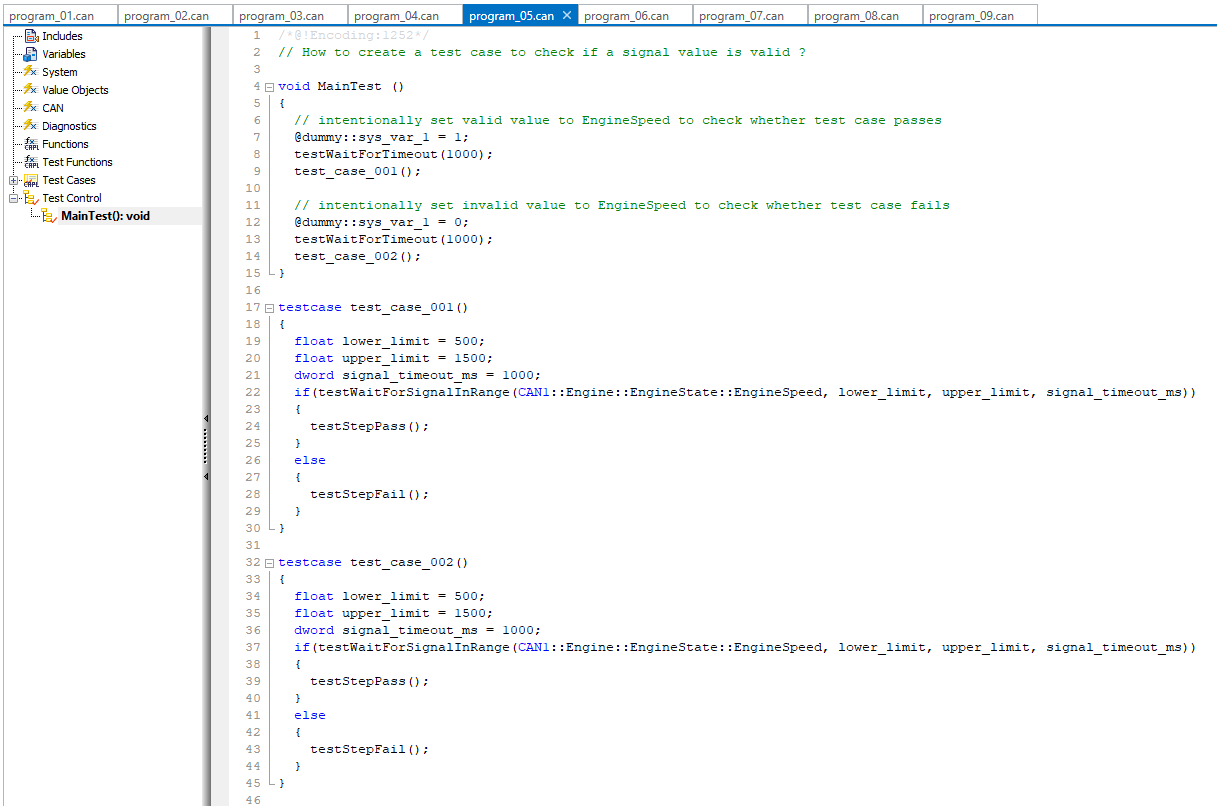 program_01.can program_02.can program_03.can program_04.can program_05.can program_06.can program_07.can program_08.can program_09.can
Includes
Variables
System
Value Objects
CAN
Diagnostics
Functions
Test Functions
Test Cases
Test Control
MainTest(): void
1 /*@!Encoding:1252*/
2 // How to create a test case to check if a signal value is valid ?
3
4 void MainTest ()
5 {
6 // intentionally set valid value to EngineSpeed to check whether test case passes
7 @dummy::sys_var_1 = 1;
8 testWaitForTimeout(1000);
9 test_case_001();
10
11 // intentionally set invalid value to EngineSpeed to check whether test case fails
12 @dummy::sys_var_1 = 0;
13 testWaitForTimeout(1000);
14 test_case_002();
15 }
16
17 testcase test_case_001()
18 {
19 float lower_limit = 500;
20 float upper_limit = 1500;
21 dword signal_timeout_ms = 1000;
22 if(testWaitForSignalInRange(CAN1::Engine::EngineState::EngineSpeed, lower_limit, upper_limit, signal_timeout_ms))
23 {
24 testStepPass();
25 }
26 else
27 {
28 testStepFail();
29 }
30 }
31
32 testcase test_case_002()
33 {
34 float lower_limit = 500;
35 float upper_limit = 1500;
36 dword signal_timeout_ms = 1000;
37 if(testWaitForSignalInRange(CAN1::Engine::EngineState::EngineSpeed, lower_limit, upper_limit, signal_timeout_ms))
38 {
39 testStepPass();
40 }
41 else
42 {
43 testStepFail();
44 }
45 }
46